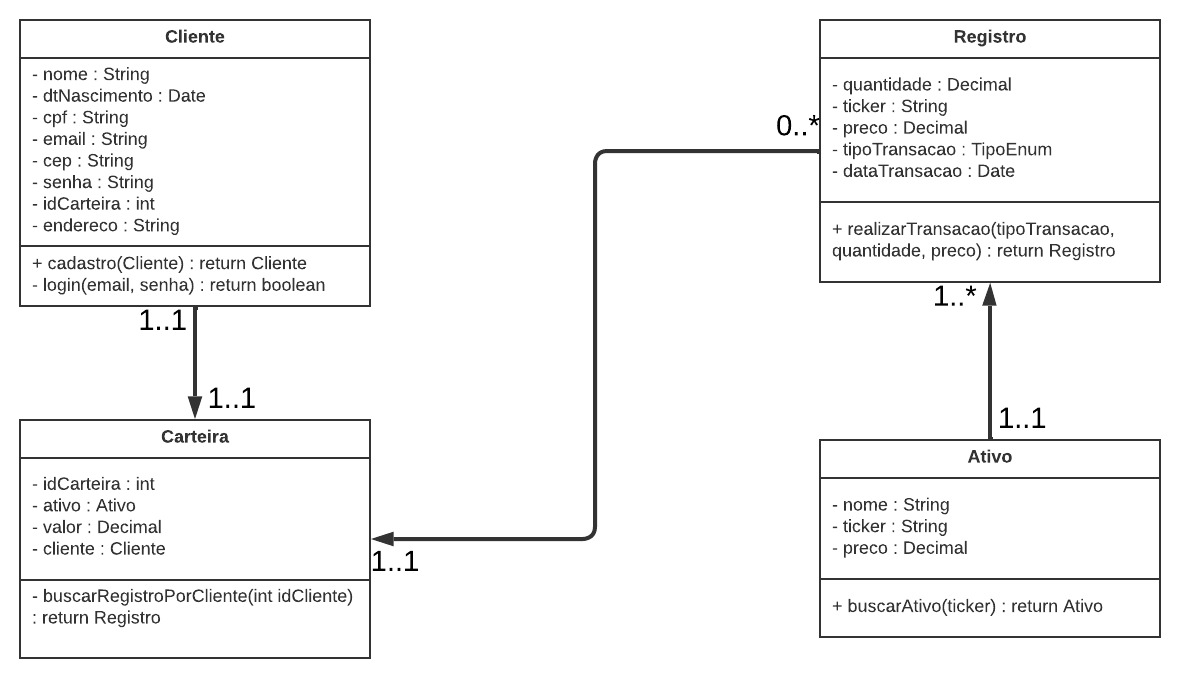 Cliente
- nome : String
- dtNascimento : Date
- cpf : String
- email : String
- cep : String
- senha : String
- idCarteira : int
- endereco : String
+ cadastro(Cliente) : return Cliente
- login(email, senha) : return boolean
1..1
1..1
Carteira
- idCarteira : int
- ativo : Ativo
- valor : Decimal
- cliente : Cliente
- buscarRegistroPorCliente(int idCliente)
: return Registro
1..1
0..*
Registro
- quantidade : Decimal
- ticker : String
- preco : Decimal
- tipoTransacao : TipoEnum
- dataTransacao : Date
+ realizarTransacao(tipoTransacao,
quantidade, preco) : return Registro
1..*
1..1
Ativo
- nome : String
- ticker : String
- preco : Decimal
+ buscarAtivo(ticker) : return Ativo